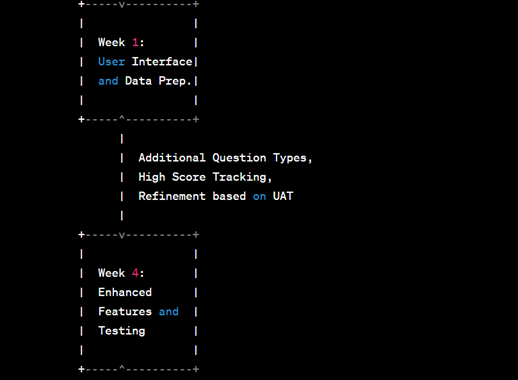 +-----v----------+
|                |
|  Week 1:       |
|  User Interface|
|  and Data Prep.|
|                |
+-----^----------+
      |
      |  Additional Question Types,
      |  High Score Tracking,
      |  Refinement based on UAT
      |
+-----v----------+
|                |
|  Week 4:       |
|  Enhanced      |
|  Features and  |
|  Testing       |
|                |
+-----^----------+